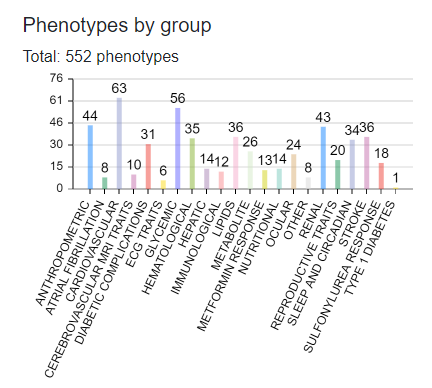 Phenotypes by group
Total: 552 phenotypes
76
61
46
30
15
0
44
8
63
10
31
6
56
35
14
12
36
26
13
14
24
8
43
20
34
36
18
1
ANTHROPOMETRIC
ATRIAL FIBRILLATION
CARDIOVASCULAR
CEREBROVASCULAR MRI TRAITS
DIABETIC COMPLICATIONS
ECG TRAITS
GLYCEMIC
HEMATOLOGICAL
HEPATIC
IMMUNOLOGICAL
LIPIDS
METABOLITE
METFORMIN RESPONSE
NUTRITIONAL
OCULAR
OTHER
RENAL
REPRODUCTIVE TRAITS
SLEEP AND CIRCADIAN
STROKE
SULFONYLUREA RESPONSE
TYPE 1 DIABETES